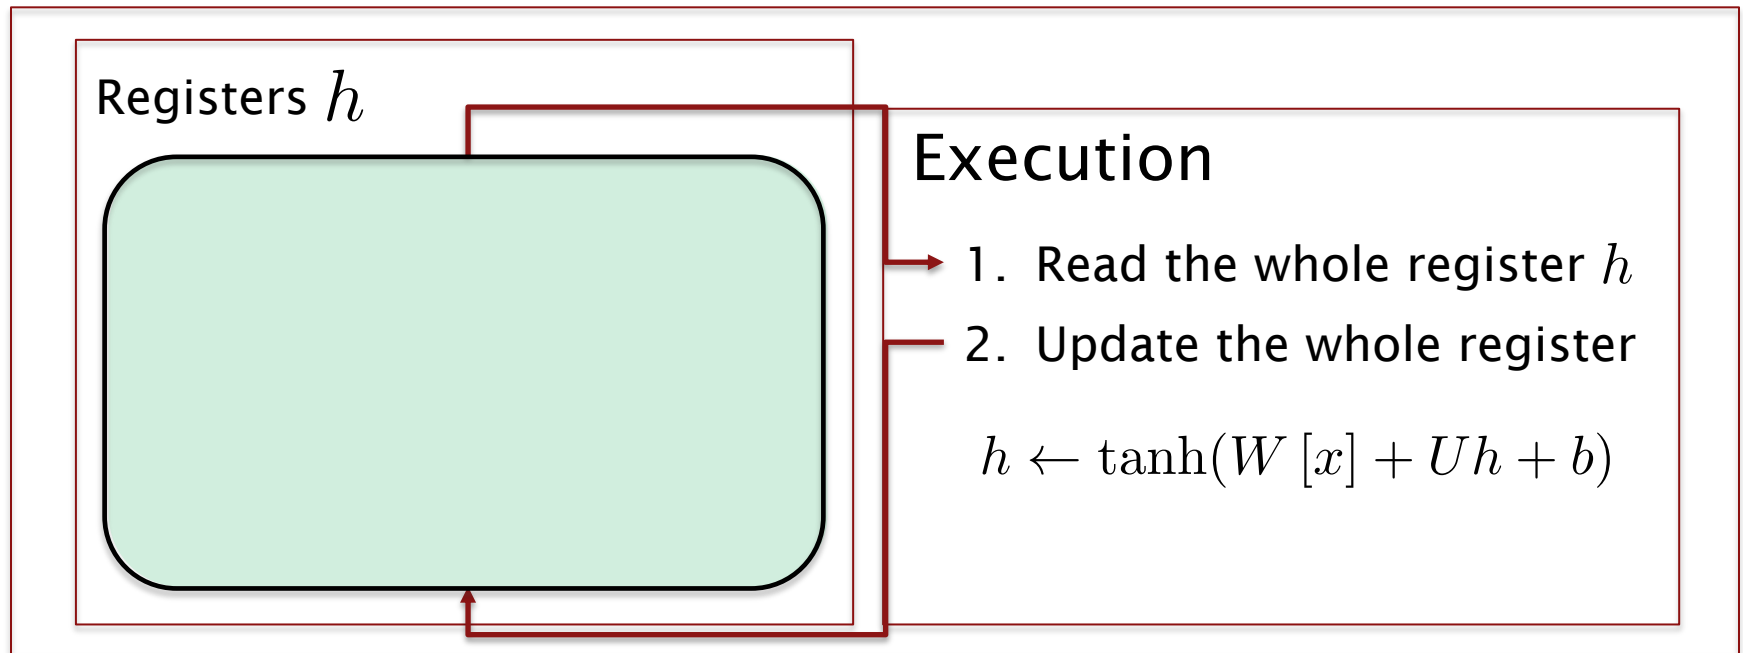 Registers h
Execution
1. Read the whole register h
2. Update the whole register
h ← tanh(W [x] + Uh + b)